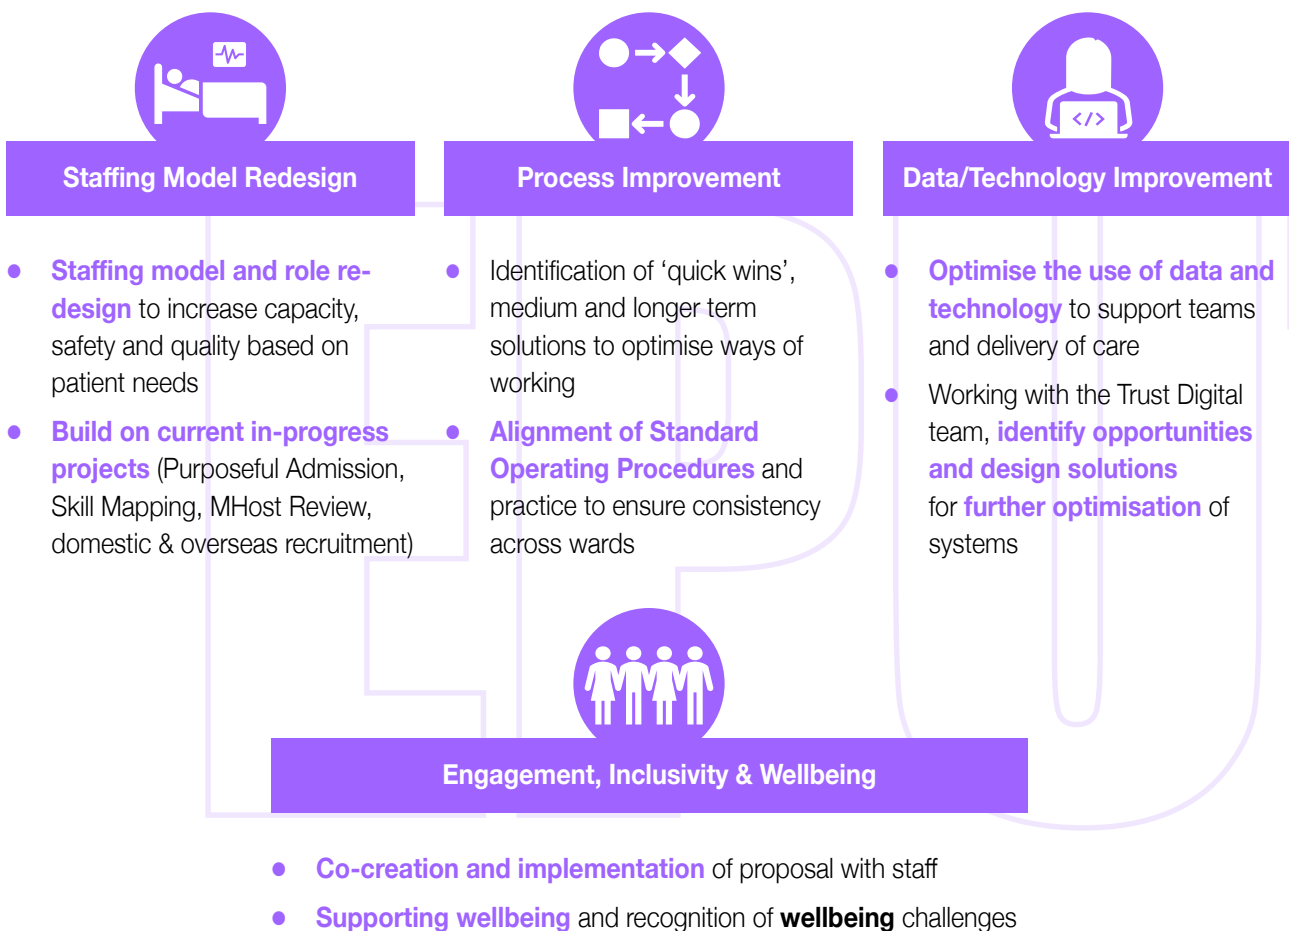 Staffing Model Redesign
Staffing model and role re-
design to increase capacity,
safety and quality based on
patient needs
Build on current in-progress
projects (Purposeful Admission,
Skill Mapping, MHost Review,
domestic & overseas recruitment)
Process Improvement
Identification of ‘quick wins’,
medium and longer term
solutions to optimise ways of
working
Alignment of Standard
Operating Procedures and
practice to ensure consistency
across wards
</>
Data/Technology Improvement
Optimise the use of data and
technology to support teams
and delivery of care
Working with the Trust Digital
team, identify opportunities
and design solutions
for further optimisation of
systems
Engagement, Inclusivity & Wellbeing
Co-creation and implementation of proposal with staff
Supporting wellbeing and recognition of wellbeing challenges
EPU